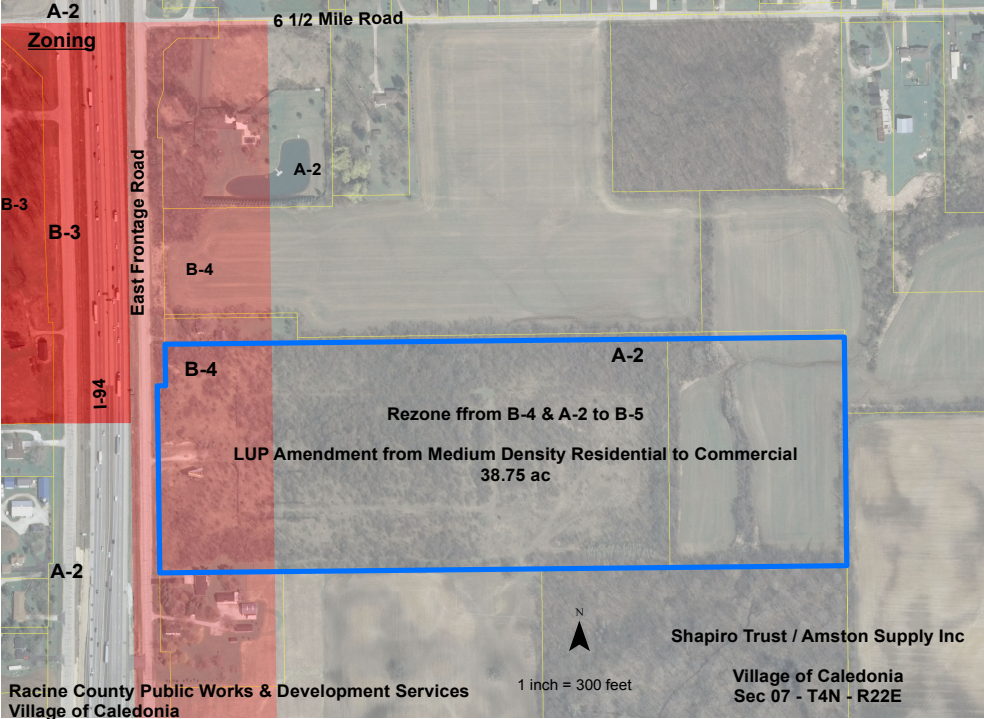 A-2
Zoning
6 1/2 Mile Road
East Frontage Road
A-2
B-3
B-3
B-4
I-94
B-4
A-2
Rezone ffrom B-4 & A-2 to B-5
LUP Amendment from Medium Density Residential to Commercial
38.75 ac
A-2
N
1 inch = 300 feet
Shapiro Trust / Amston Supply Inc
Village of Caledonia
Sec 07 - T4N - R22E
Racine County Public Works & Development Services
Village of Caledonia